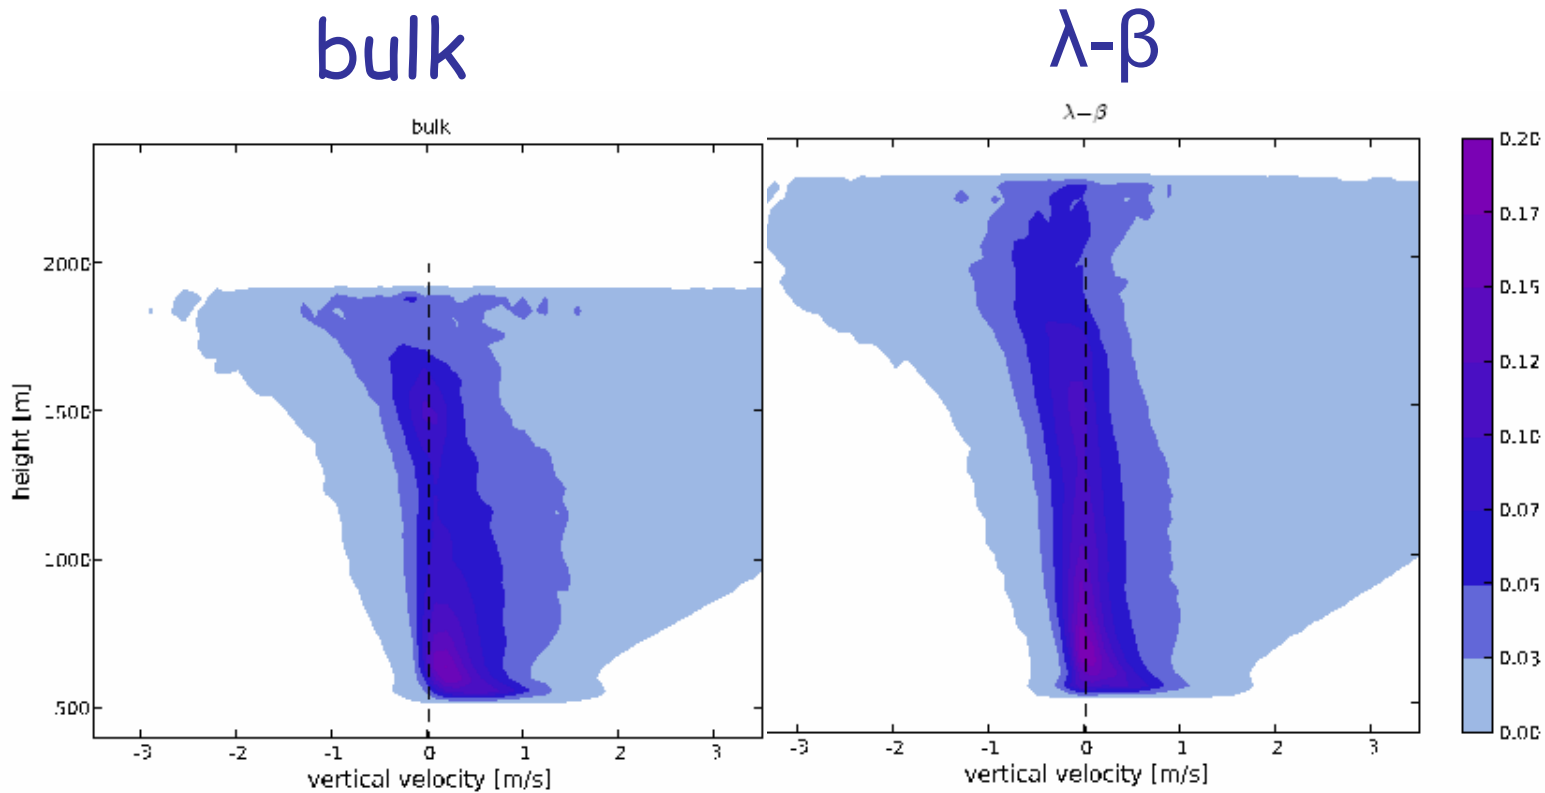 bulk
λ-β
bulk
λ−β
height [m]
2000
1500
1000
500
-3 -2 -1 0 1 2 3
vertical velocity [m/s]
-3 -2 -1 0 1 2 3
vertical velocity [m/s]
0.20
0.17
0.15
0.12
0.10
0.07
0.05
0.03
0.00